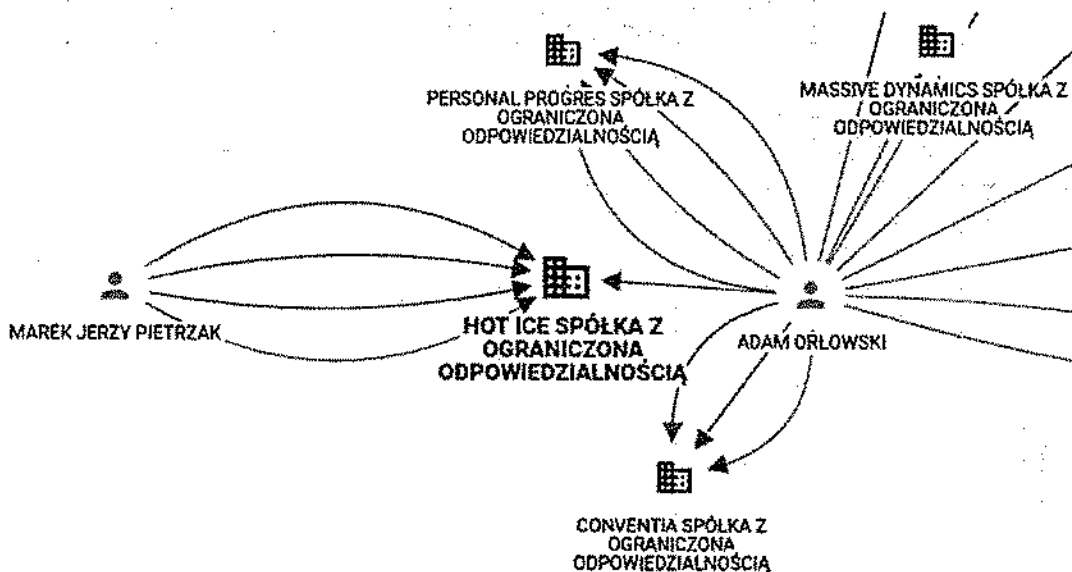 PERSONAL PROGRES SPÓŁKA Z
OGRANICZONA
ODPOWIEDZIALNOŚCIĄ
MASSIVE DYNAMICS SPÓŁKA Z
OGRANICZONA
ODPOWIEDZIALNOŚCIĄ
MAREK JERZY PIETRZAK
HOT ICE SPÓŁKA Z
OGRANICZONA
ODPOWIEDZIALNOŚCIĄ
ADAM ORŁOWSKI
CONVENTIA SPÓŁKA Z
OGRANICZONA
ODPOWIEDZIALNOŚCIĄ